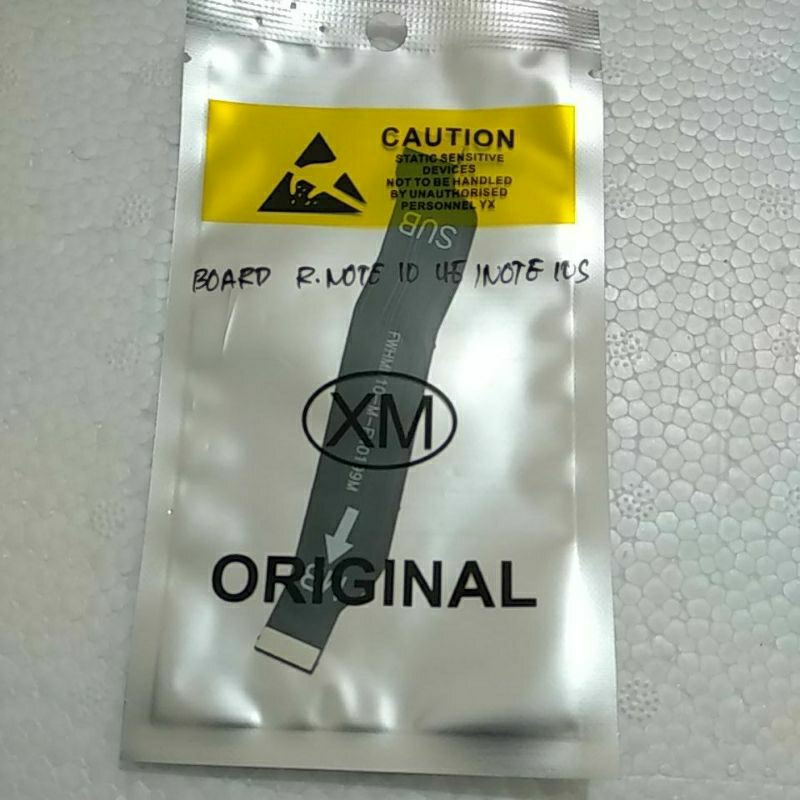 CAUTION
STATIC SENSITIVE
DEVICES
NOT TO BE HANDLED
BY UNAUTHORISED
PERSONNEL YX
SUB
BOARD R.NOTE 10 4G /NOTE 10S
XM
ORIGINAL